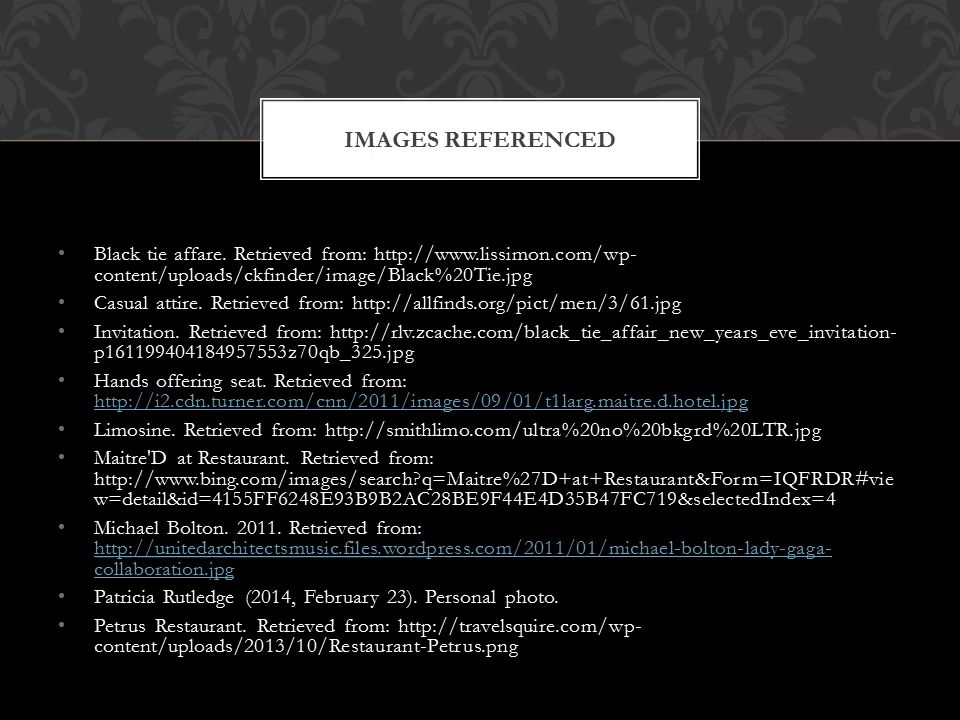 IMAGES REFERENCED
• Black tie affare. Retrieved from: http://www.lissimon.com/wp-
content/uploads/ckfinder/image/Black%20Tie.jpg
• Casual attire. Retrieved from: http://allfinds.org/pict/men/3/61.jpg
• Invitation. Retrieved from: http://rlv.zcache.com/black_tie_affair_new_years_eve_invitation-
p161199404184957553z70qb_325.jpg
• Hands offering seat. Retrieved from:
http://i2.cdn.turner.com/cnn/2011/images/09/01/t1larg.maitre.d.hotel.jpg
• Limosine. Retrieved from: http://smithlimo.com/ultra%20no%20bkgrd%20LTR.jpg
• Maitre'D at Restaurant. Retrieved from:
http://www.bing.com/images/search?q=Maitre%27D+at+Restaurant&Form=IQFRDR#vie
w=detail&id=4155FF6248E93B9B2AC28BE9F44E4D35B47FC719&selectedIndex=4
• Michael Bolton. 2011. Retrieved from:
http://unitedarchitectsmusic.files.wordpress.com/2011/01/michael-bolton-lady-gaga-
collaboration.jpg
• Patricia Rutledge (2014, February 23). Personal photo.
• Petrus Restaurant. Retrieved from: http://travelsquire.com/wp-
content/uploads/2013/10/Restaurant-Petrus.png